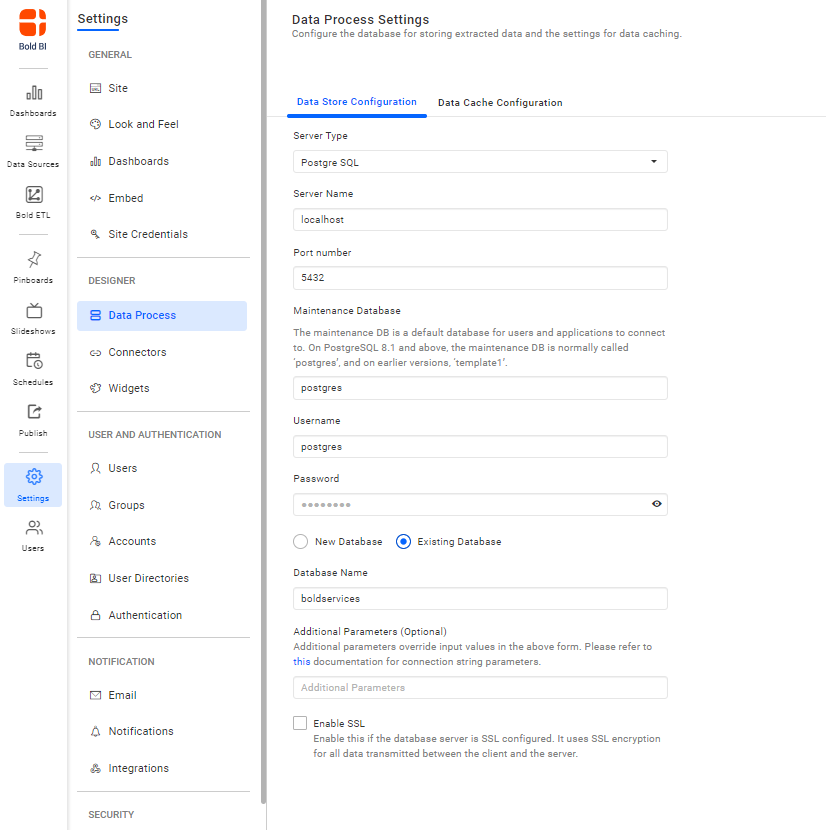 Bold BI
Dashboards
Data Sources
Bold ETL
Pinboards
Slideshows
Schedules
Publish
Settings
Users
Settings
GENERAL
Site
Look and Feel
Dashboards
Embed
Site Credentials
DESIGNER
Data Process
Connectors
Widgets
USER AND AUTHENTICATION
Users
Groups
Accounts
User Directories
Authentication
NOTIFICATION
Email
Notifications
Integrations
SECURITY
Data Process Settings
Configure the database for storing extracted data and the settings for data caching.
Data Store Configuration
Data Cache Configuration
Server Type
Postgre SQL
Server Name
localhost
Port number
5432
Maintenance Database
The maintenance DB is a default database for users and applications to connect
to. On PostgreSQL 8.1 and above, the maintenance DB is normally called
'postgres', and on earlier versions, 'template1'.
postgres
Username
postgres
Password
New Database
Existing Database
Database Name
boldservices
Additional Parameters (Optional)
Additional parameters override input values in the above form. Please refer to
this documentation for connection string parameters.
Additional Parameters
Enable SSL
Enable this if the database server is SSL configured. It uses SSL encryption
for all data transmitted between the client and the server.